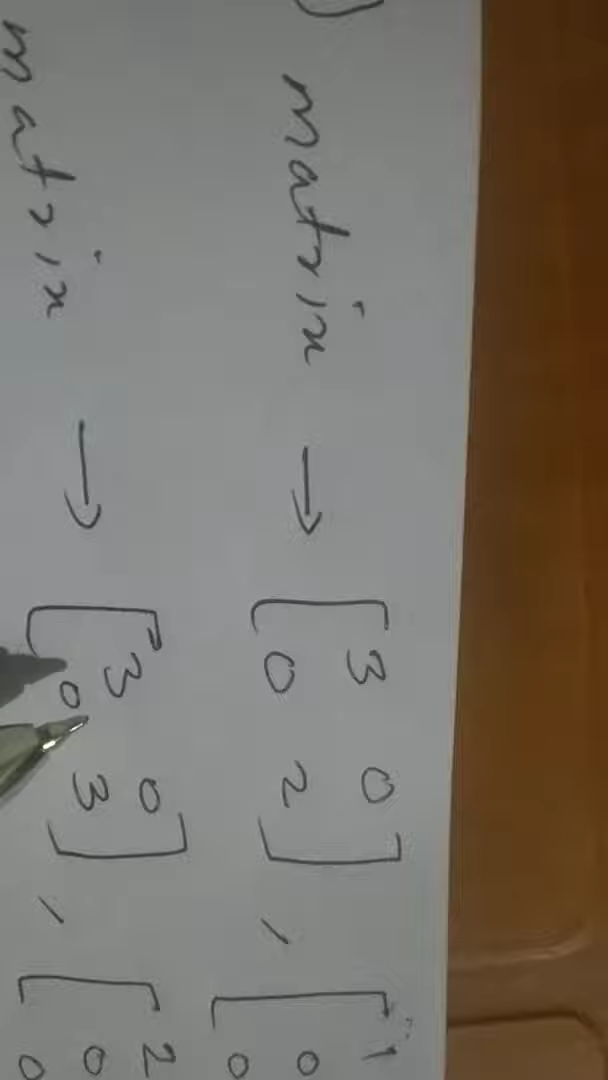 ) matrix → [3 0
0 2], [1
0
0
matrix → [3 0
0 3], [2
0
0